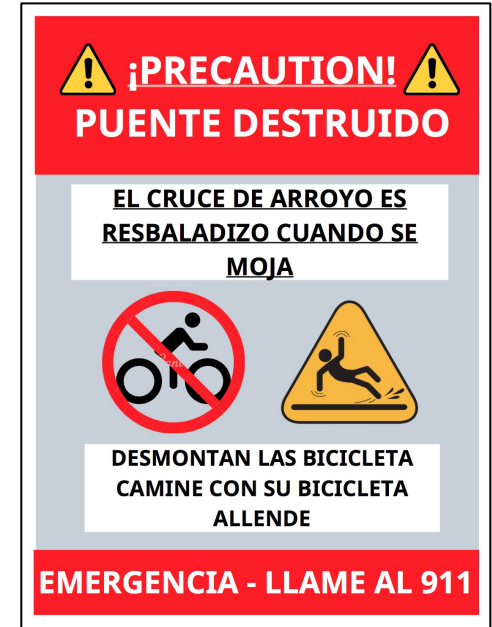 ¡PRECAUTION!
PUENTE DESTRUIDO
EL CRUCE DE ARROYO ES
RESBALADIZO CUANDO SE
MOJA
DESMONTAN LAS BICICLETA
CAMINE CON SU BICICLETA
ALLENDE
EMERGENCIA - LLAME AL 911